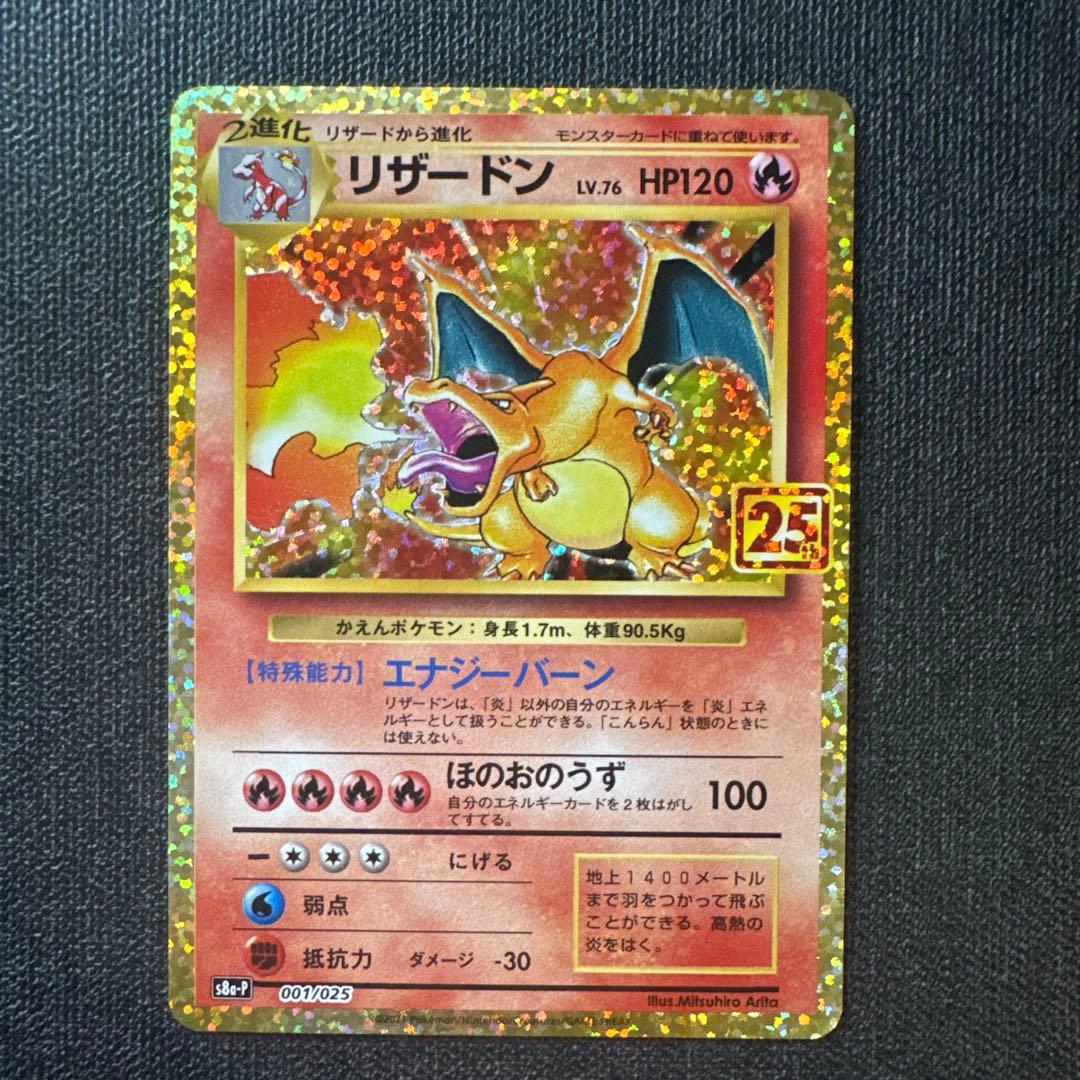 2進化 リザードから進化 モンスターカードに重ねて使います。
リザードン LV.76 HP120
25th
かえんポケモン：身長1.7m、体重90.5Kg
【特殊能力】 エナジーバーン
リザードンは、「炎」以外の自分のエネルギーを「炎」エネ
ルギーとして扱うことができる。「こんらん」状態のときに
は使えない。
ほのおのうず 100
自分のエネルギーカードを2枚はがし
てすてる。
ー にげる
弱点
抵抗力 ダメージ -30
地上1400メートル
まで羽をつかって飛ぶ
ことができる。高熱の
炎をはく。
s8a-P 001/025
Illus.Mitsuhiro Arita
©2021 Pokémon/Nintendo/Creatures/GAME FREAK